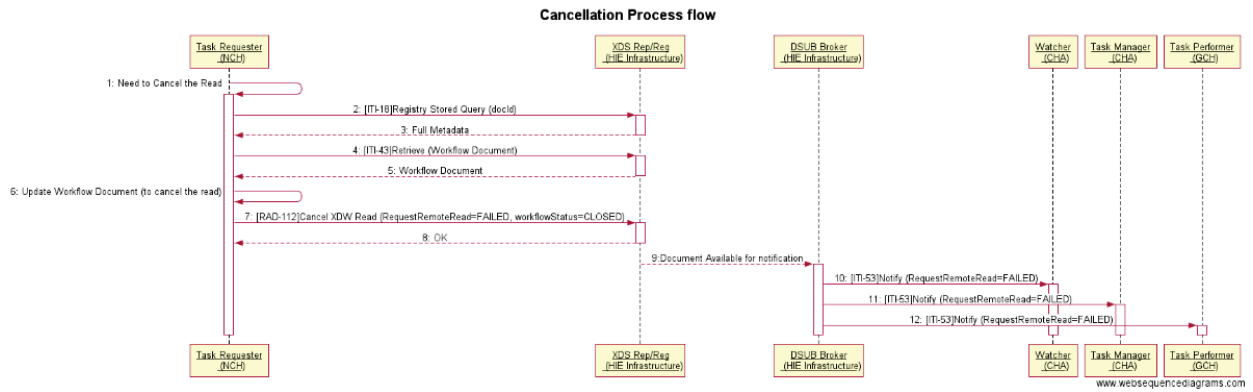 Cancellation Process flow
Task Requester
(NCH)
XDS Rep/Reg
(HIE Infrastructure)
DSUB Broker
(HIE Infrastructure)
Watcher
(CHA)
Task Manager
(CHA)
Task Performer
(GCH)
1: Need to Cancel the Read
2: [ITI-18]Registry Stored Query (docId)
3: Full Metadata
4: [ITI-43]Retrieve (Workflow Document)
5: Workflow Document
6: Update Workflow Document (to cancel the read)
7: [RAD-112]Cancel XDW Read (RequestRemoteRead=FAILED, workflowStatus=CLOSED)
8: OK
9:Document Available for notification
10: [ITI-53]Notify (RequestRemoteRead=FAILED)
11: [ITI-53]Notify (RequestRemoteRead=FAILED)
12: [ITI-53]Notify (RequestRemoteRead=FAILED)
Task Requester
(NCH)
XDS Rep/Reg
(HIE Infrastructure)
DSUB Broker
(HIE Infrastructure)
Watcher
(CHA)
Task Manager
(CHA)
Task Performer
(GCH)
www.websequencediagrams.com